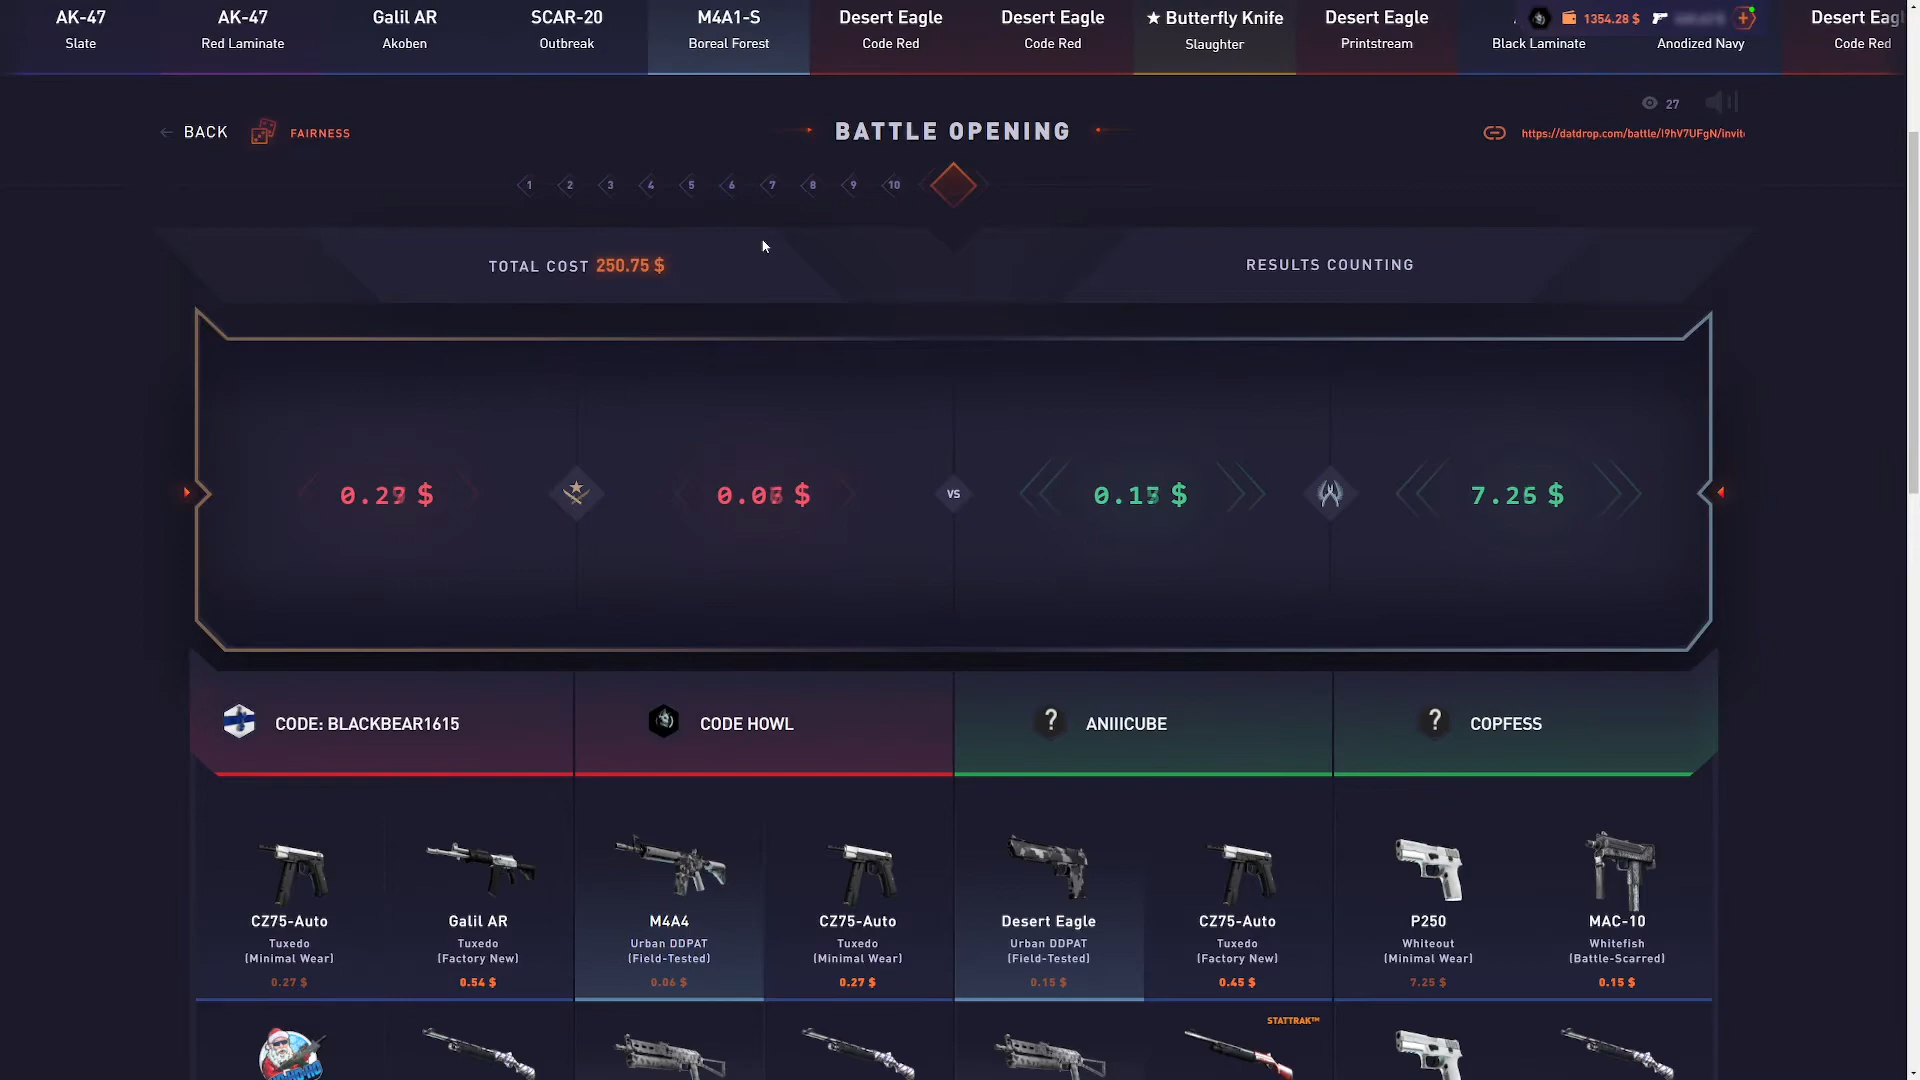 AK-47
Slate
AK-47
Red Laminate
Galil AR
Akoben
SCAR-20
Outbreak
M4A1-S
Boreal Forest
Desert Eagle
Code Red
Desert Eagle
Code Red
★ Butterfly Knife
Slaughter
Desert Eagle
Printstream
Black Laminate
1354.28 $
Anodized Navy
Desert Eagl
Code Red
27
← BACK
FAIRNESS
BATTLE OPENING
https://datdrop.com/battle/I9hV7UFgN/invit
1 2 3 4 5 6 7 8 9 10
TOTAL COST 250.75 $
RESULTS COUNTING
VS
CODE: BLACKBEAR1615
CODE HOWL
? ANIIICUBE
? COPFESS
CZ75-Auto
Tuxedo
(Minimal Wear)
0.27 $
Galil AR
Tuxedo
(Factory New)
0.54 $
M4A4
Urban DDPAT
(Field-Tested)
0.06 $
CZ75-Auto
Tuxedo
(Minimal Wear)
0.27 $
Desert Eagle
Urban DDPAT
(Field-Tested)
0.15 $
CZ75-Auto
Tuxedo
(Factory New)
0.45 $
P250
Whiteout
(Minimal Wear)
7.25 $
MAC-10
Whitefish
(Battle-Scarred)
0.15 $
STATTRAK™